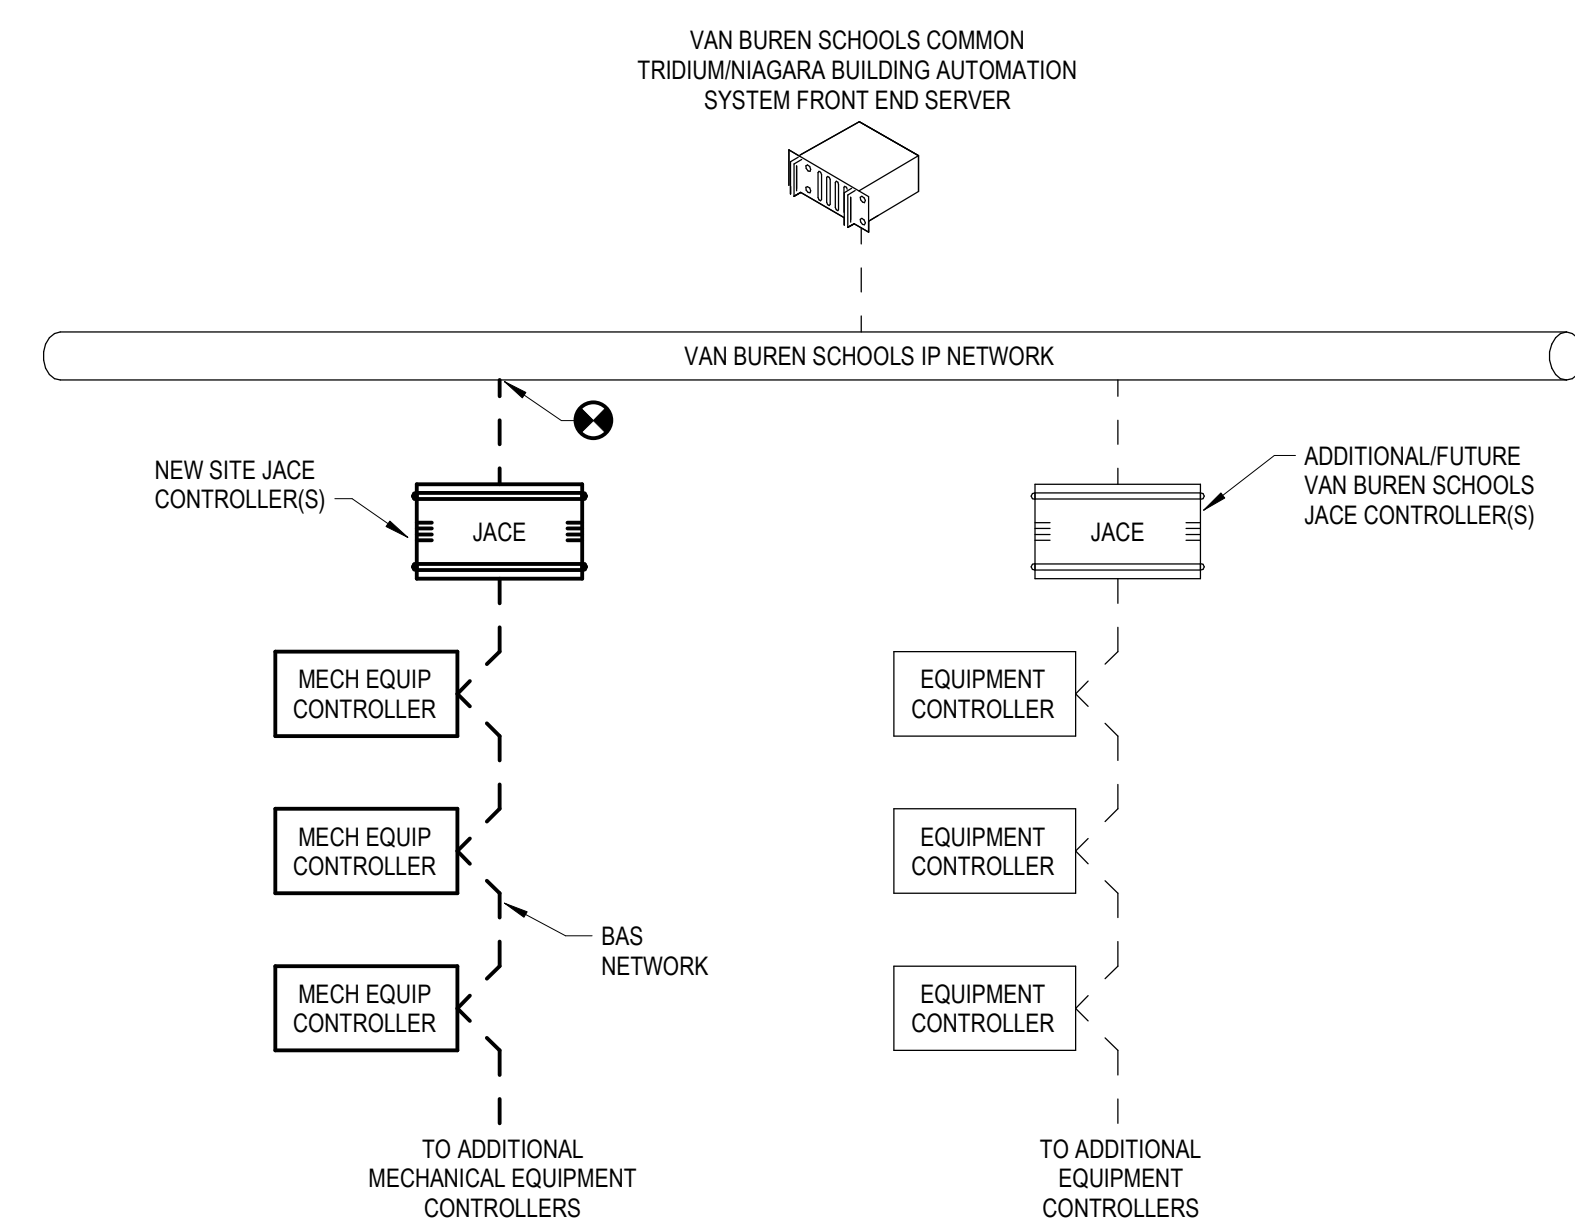 VAN BUREN SCHOOLS COMMON
TRIDIUM/NIAGARA BUILDING AUTOMATION
SYSTEM FRONT END SERVER
VAN BUREN SCHOOLS IP NETWORK
NEW SITE JACE
CONTROLLER(S)
JACE
JACE
ADDITIONAL/FUTURE
VAN BUREN SCHOOLS
JACE CONTROLLER(S)
MECH EQUIP
CONTROLLER
EQUIPMENT
CONTROLLER
MECH EQUIP
CONTROLLER
EQUIPMENT
CONTROLLER
BAS
NETWORK
MECH EQUIP
CONTROLLER
EQUIPMENT
CONTROLLER
TO ADDITIONAL
MECHANICAL EQUIPMENT
CONTROLLERS
TO ADDITIONAL
EQUIPMENT
CONTROLLERS